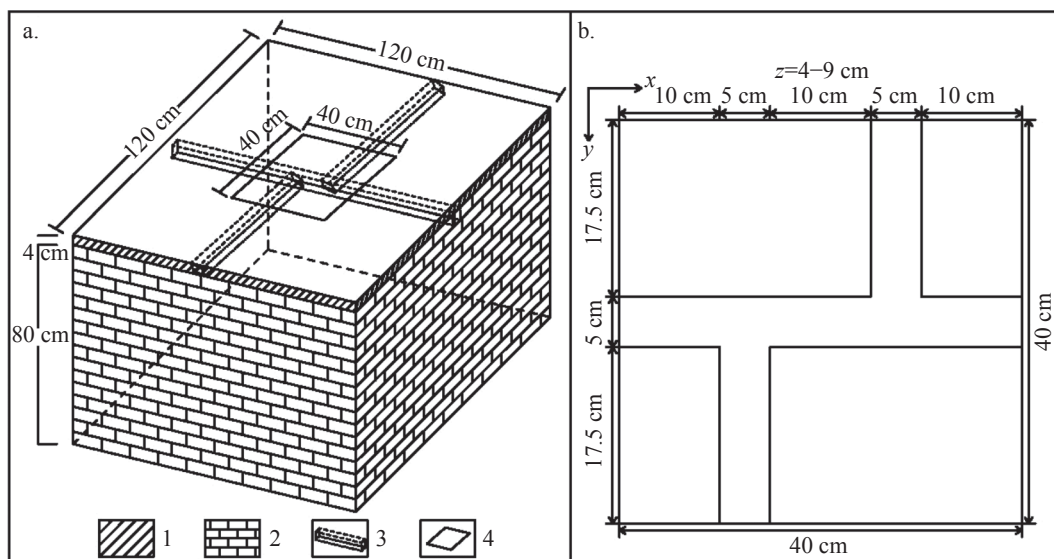 a.
120 cm
120 cm
40 cm
40 cm
4 cm
80 cm
1
2
3
4
b.
z=4−9 cm
x
10 cm 5 cm 10 cm 5 cm 10 cm
y
17.5 cm
5 cm
17.5 cm
40 cm
40 cm